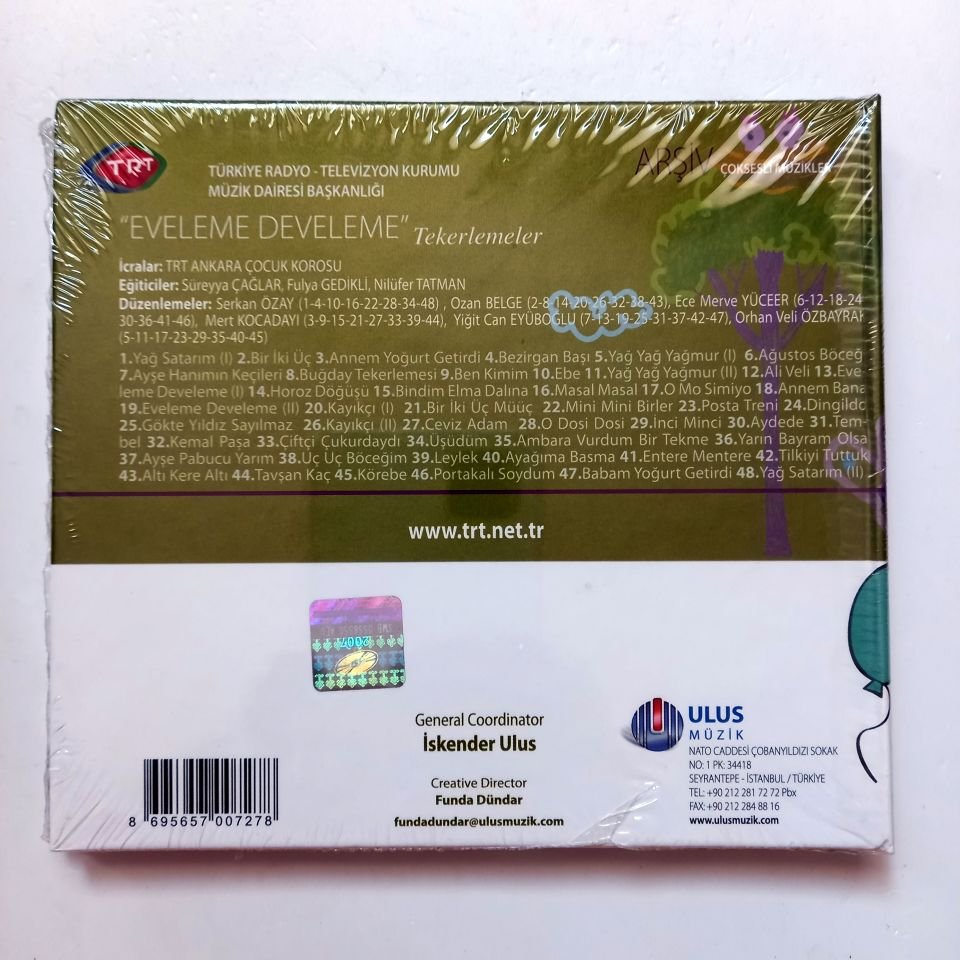 TRT
TÜRKİYE RADYO - TELEVİZYON KURUMU
MÜZİK DAİRESİ BAŞKANLIĞI
ARŞİV ÇOKSESLİ MÜZİKLER
“EVELEME DEVELEME” Tekerlemeler
İcralar: TRT ANKARA ÇOCUK KOROSU
Eğiticiler: Süreyya ÇAĞLAR, Fulya GEDİKLİ, Nilüfer TATMAN
Düzenlemeler: Serkan ÖZAY (1-4-10-16-22-28-34-48) , Ozan BELGE (2-8-14-20-26-32-38-43), Ece Merve YÜCEER (6-12-18-24
30-36-41-46), Mert KOCADAYI (3-9-15-21-27-33-39-44), Yiğit Can EYÜBOĞLU (7-13-19-25-31-37-42-47), Orhan Veli ÖZBAYRAK
(5-11-17-23-29-35-40-45)
1.Yağ Satarım (I) 2.Bir İki Üç 3.Annem Yoğurt Getirdi 4.Bezirgan Başı 5.Yağ Yağ Yağmur (I) 6.Ağustos Böceğ
7.Ayşe Hanımın Keçileri 8.Buğday Tekerlemesi 9.Ben Kimim 10.Ebe 11.Yağ Yağ Yağmur (II) 12.Ali Veli 13.Eve-
leme Develeme (I) 14.Horoz Döğüşü 15.Bindim Elma Dalına 16.Masal Masal 17.O Mo Simiyo 18.Annem Bana
19.Eveleme Develeme (II) 20.Kayıkçı (I) 21.Bir İki Üç Müüç 22.Mini Mini Birler 23.Posta Treni 24.Dingildo
25.Gökte Yıldız Sayılmaz 26.Kayıkçı (II) 27.Ceviz Adam 28.O Dosi Dosi 29.İnci Minci 30.Aydede 31.Tem-
bel 32.Kemal Paşa 33.Çiftçi Çukurdaydı 34.Üşüdüm 35.Ambara Vurdum Bir Tekme 36.Yarın Bayram Olsa
37.Ayşe Pabucu Yarım 38.Üç Üç Böceğim 39.Leylek 40.Ayağıma Basma 41.Entere Mentere 42.Tilkiyi Tuttuk
43.Altı Kere Altı 44.Tavşan Kaç 45.Körebe 46.Portakalı Soydum 47.Babam Yoğurt Getirdi 48.Yağ Satarım (II)
www.trt.net.tr
2007
General Coordinator
İskender Ulus
Creative Director
Funda Dündar
fundadundar@ulusmuzik.com
ULUS
MÜZİK
NATO CADDESİ ÇOBANYILDIZI SOKAK
NO: 1 PK: 34418
SEYRANTEPE - İSTANBUL / TÜRKİYE
TEL: +90 212 281 72 72 Pbx
FAX: +90 212 284 88 16
www.ulusmuzik.com
8 695657 007278